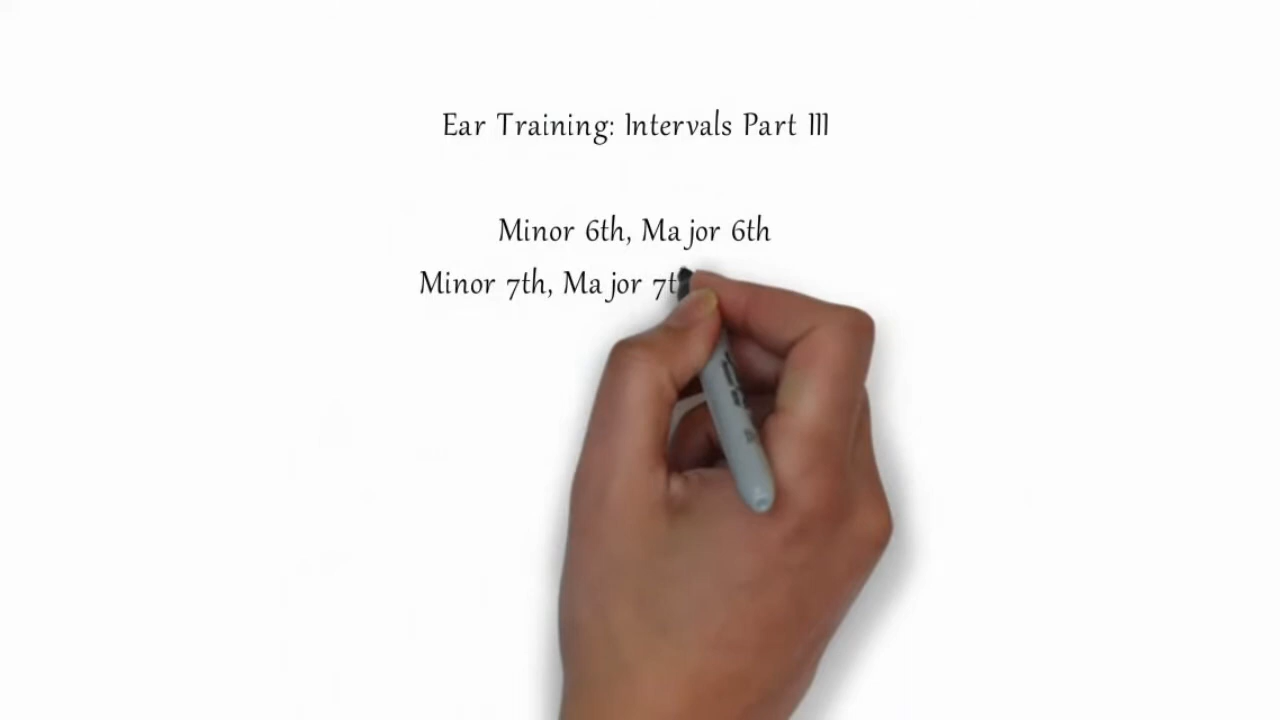 Ear Training: Intervals Part III
Minor 6th, Major 6th
Minor 7th, Major 7t